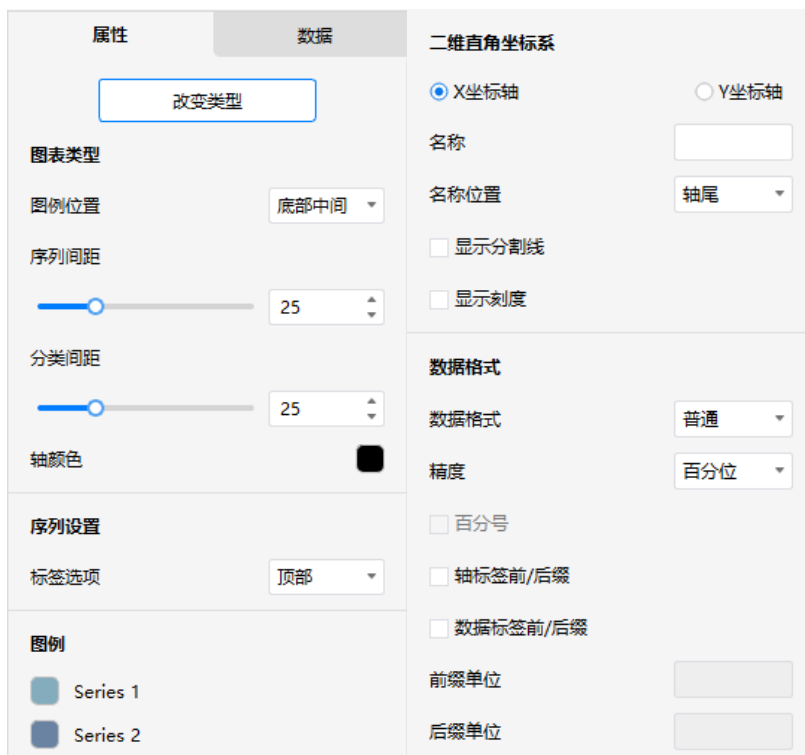 属性
数据
改变类型
图表类型
图例位置
底部中间
序列间距
25
分类间距
25
轴颜色
序列设置
标签选项
顶部
图例
Series 1
Series 2
二维直角坐标系
X坐标轴
Y坐标轴
名称
名称位置
轴尾
显示分割线
显示刻度
数据格式
数据格式
普通
精度
百分位
百分号
轴标签前/后缀
数据标签前/后缀
前缀单位
后缀单位